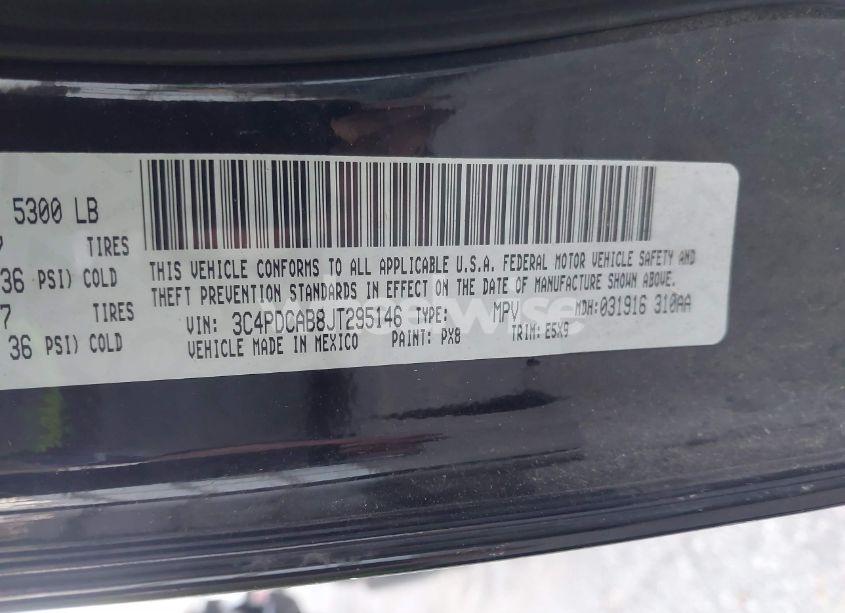 5300 LB
7 TIRES
36 PSI) COLD
7 TIRES
36 PSI) COLD
THIS VEHICLE CONFORMS TO ALL APPLICABLE U.S.A. FEDERAL MOTOR VEHICLE SAFETY AND
THEFT PREVENTION STANDARDS IN EFFECT ON THE DATE OF MANUFACTURE SHOWN ABOVE.
VIN: 3C4PDCAB8JT295146 TYPE: MPV MDH: 031916 310AA
VEHICLE MADE IN MEXICO PAINT: PX8 TRIM: E5X9